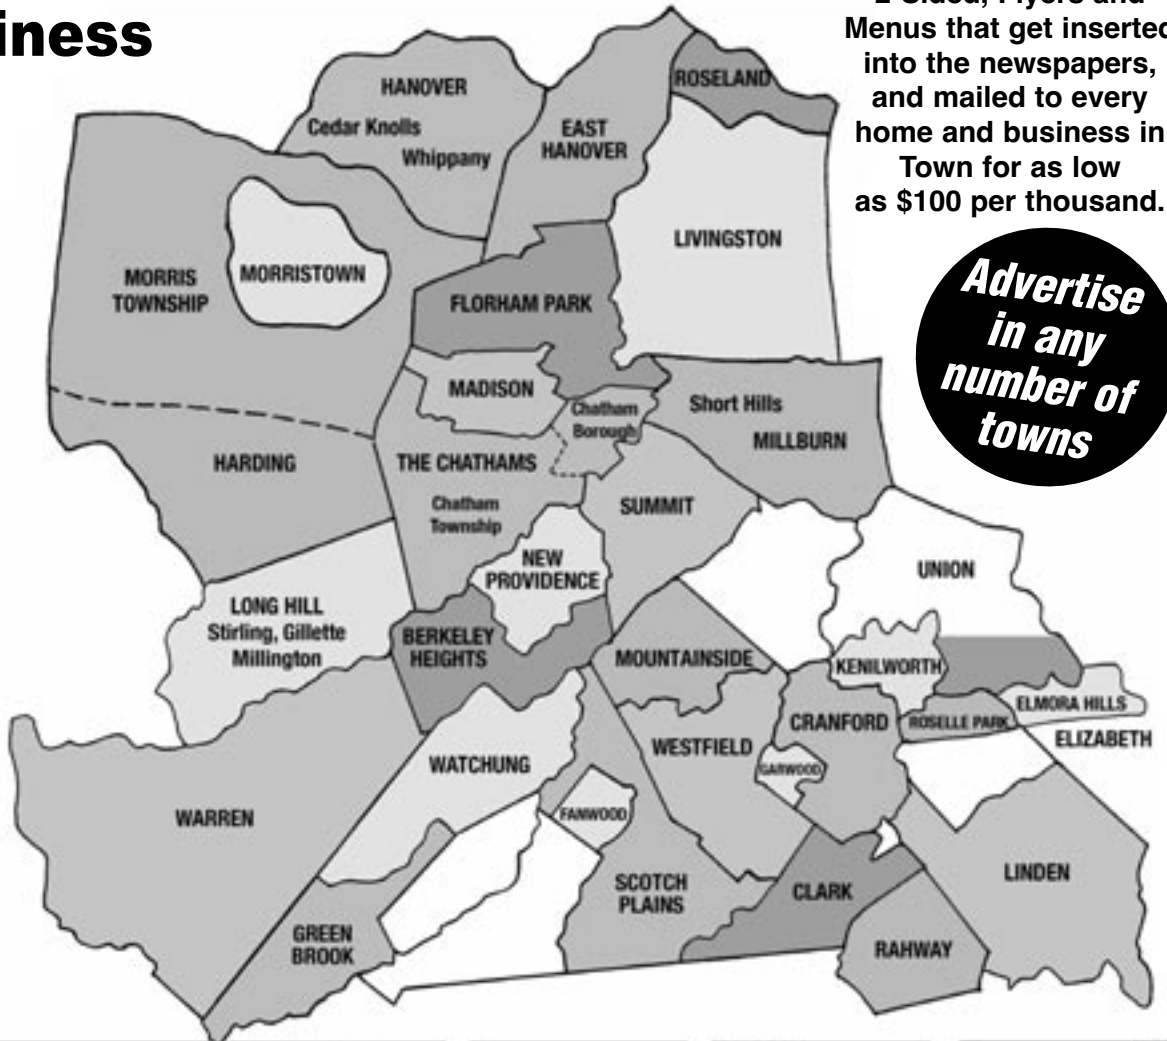 2 Sided, Flyers and
Menus that get inserted
into the newspapers,
and mailed to every
home and business in
Town for as low
as $100 per thousand.
Advertise
in any
number of
towns
HANOVER
Cedar Knolls
Whippany
EAST
HANOVER
ROSELAND
LIVINGSTON
MORRIS
TOWNSHIP
MORRISTOWN
FLORHAM PARK
MADISON
Chatham
Borough
Short Hills
MILLBURN
HARDING
THE CHATHAMS
Chatham
Township
SUMMIT
NEW
PROVIDENCE
UNION
LONG HILL
Stirling, Gillette
Millington
BERKELEY
HEIGHTS
MOUNTAINSIDE
KENILWORTH
ELMORA HILLS
ROSELLE PARK
CRANFORD
ELIZABETH
WESTFIELD
GARWOOD
WATCHUNG
WARREN
FANWOOD
SCOTCH
PLAINS
CLARK
LINDEN
GREEN
BROOK
RAHWAY